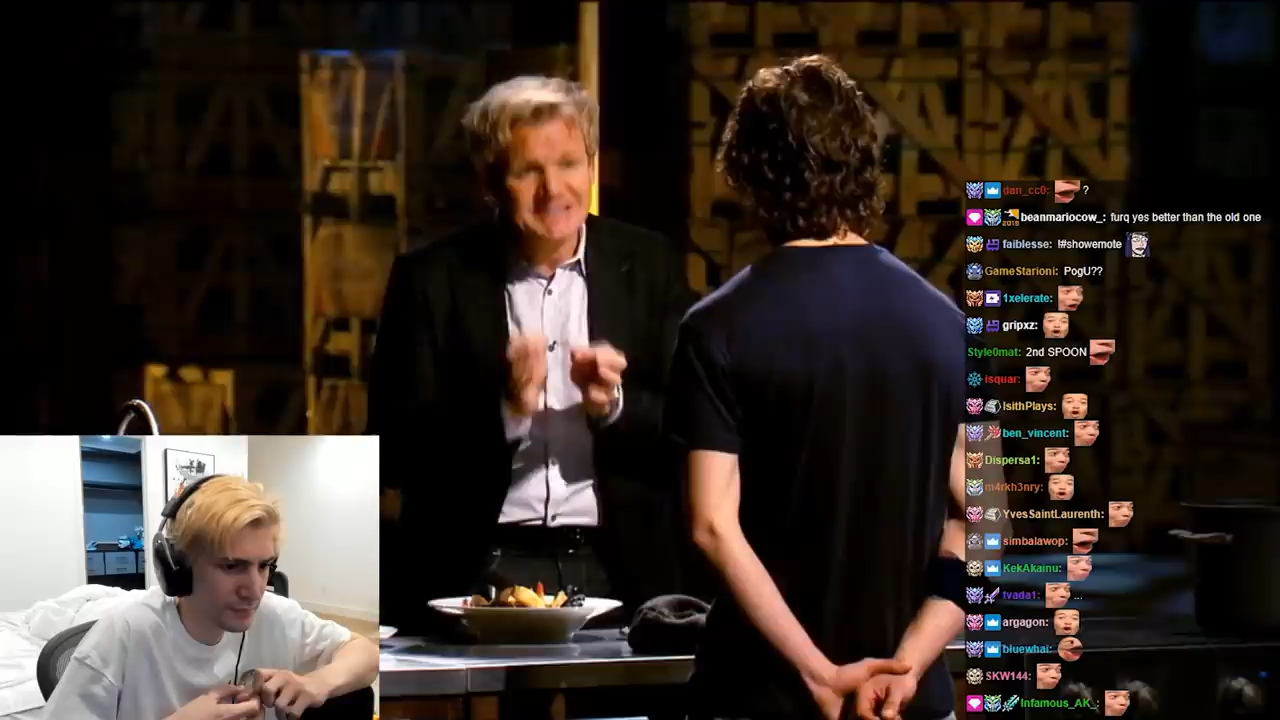 dan_cc0: ?
beanmariocow_: furq yes better than the old one
faiblesse: !#showemote
GameStarioni: PogU??
1xelerate:
gripxz:
Style0mat: 2nd SPOON
isquar:
IsithPlays:
ben_vincent:
Dispersa1:
m4rkh3nry:
YvesSaintLaurenth:
simbalawop:
KekAkainu:
tvada1: ...
argagon:
bluewhai:
SKW144:
Infamous_AK_: